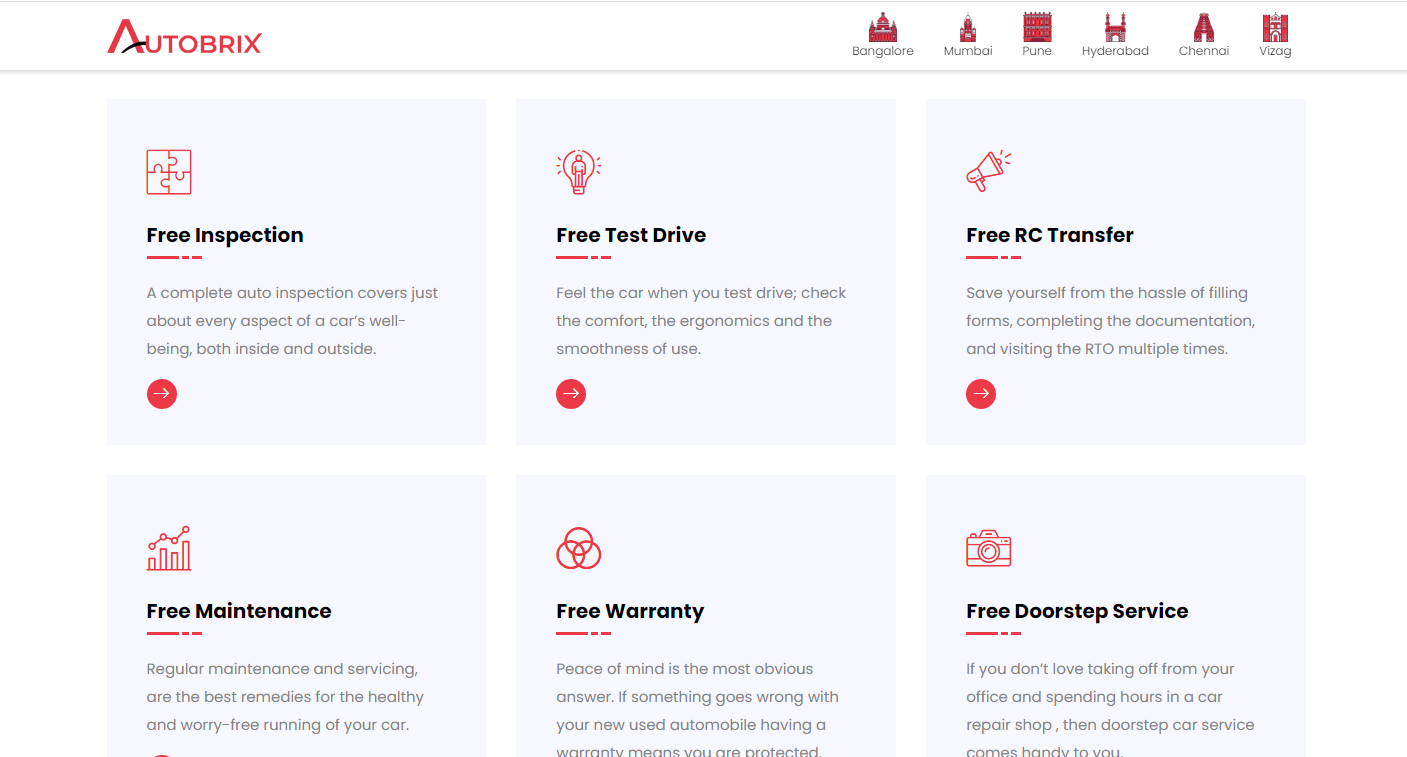 AUTOBRIX
Bangalore
Mumbai
Pune
Hyderabad
Chennai
Vizag
Free Inspection
A complete auto inspection covers just
about every aspect of a car’s well-
being, both inside and outside.
Free Test Drive
Feel the car when you test drive; check
the comfort, the ergonomics and the
smoothness of use.
Free RC Transfer
Save yourself from the hassle of filling
forms, completing the documentation,
and visiting the RTO multiple times.
Free Maintenance
Regular maintenance and servicing,
are the best remedies for the healthy
and worry-free running of your car.
Free Warranty
Peace of mind is the most obvious
answer. If something goes wrong with
your new used automobile having a
warranty means you are protected.
Free Doorstep Service
If you don’t love taking off from your
office and spending hours in a car
repair shop , then doorstep car service
comes handy to you.